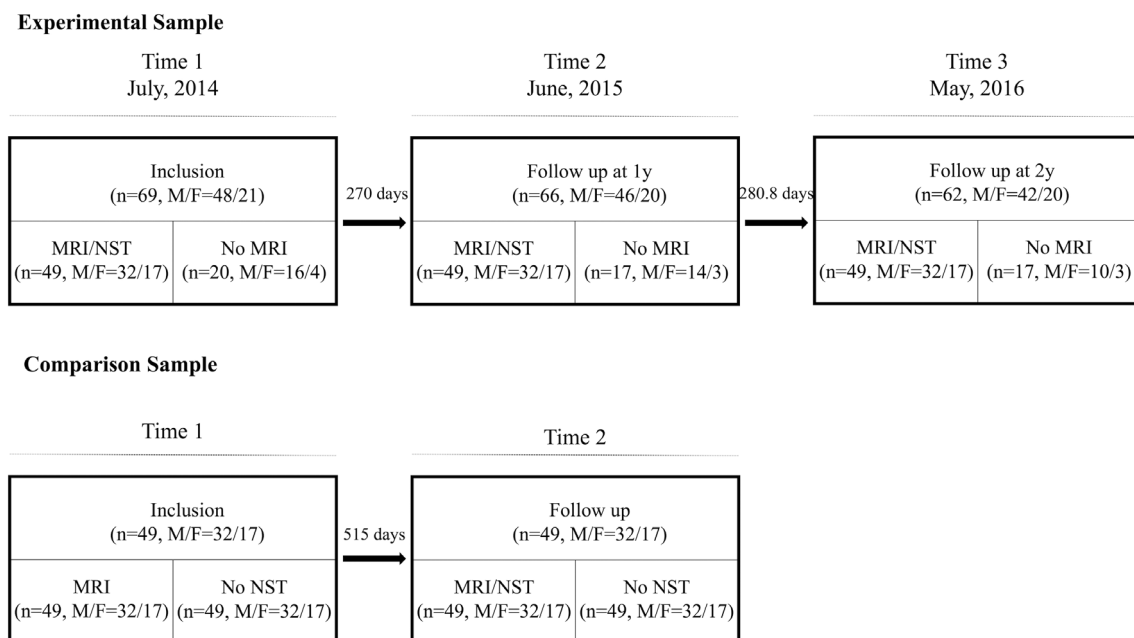 Experimental Sample
Time 1
July, 2014
Time 2
June, 2015
Time 3
May, 2016
Inclusion
(n=69, M/F=48/21)
MRI/NST
(n=49, M/F=32/17)
No MRI
(n=20, M/F=16/4)
270 days
Follow up at 1y
(n=66, M/F=46/20)
MRI/NST
(n=49, M/F=32/17)
No MRI
(n=17, M/F=14/3)
280.8 days
Follow up at 2y
(n=62, M/F=42/20)
MRI/NST
(n=49, M/F=32/17)
No MRI
(n=17, M/F=10/3)
Comparison Sample
Time 1
Time 2
Inclusion
(n=49, M/F=32/17)
MRI
(n=49, M/F=32/17)
No NST
(n=49, M/F=32/17)
515 days
Follow up
(n=49, M/F=32/17)
MRI/NST
(n=49, M/F=32/17)
No NST
(n=49, M/F=32/17)